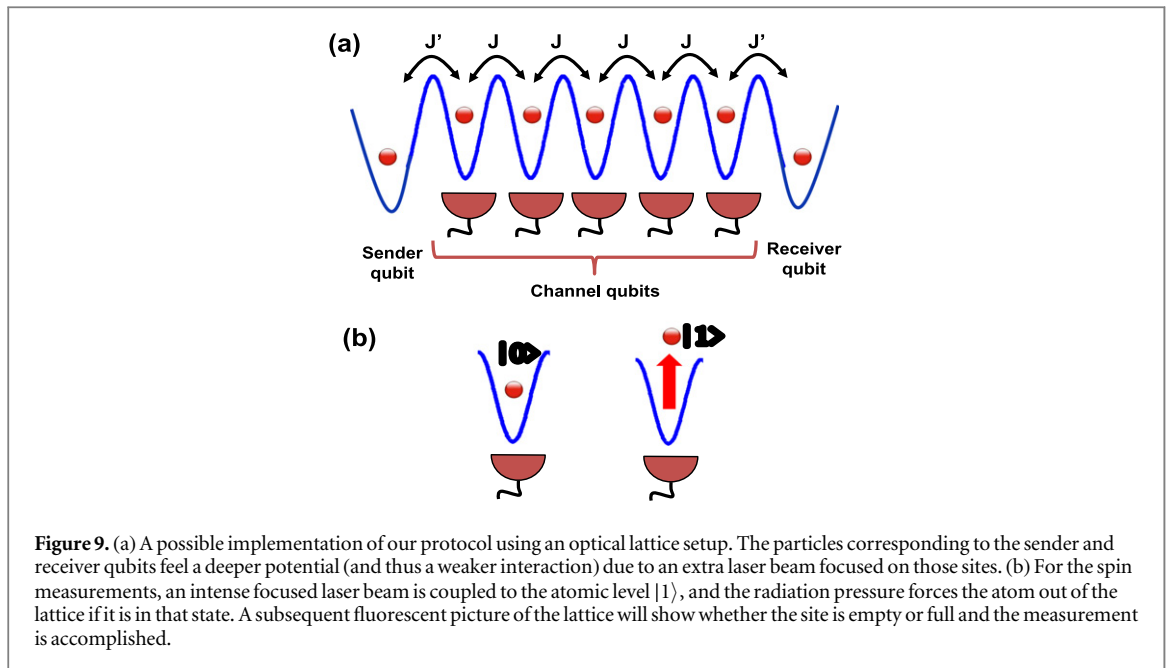 (a)
J' J J J J J'
Sender
qubit
Receiver
qubit
Channel qubits
(b)
|0>
|1>
Figure 9. (a) A possible implementation of our protocol using an optical lattice setup. The particles corresponding to the sender and
receiver qubits feel a deeper potential (and thus a weaker interaction) due to an extra laser beam focused on those sites. (b) For the spin
measurements, an intense focused laser beam is coupled to the atomic level |1⟩, and the radiation pressure forces the atom out of the
lattice if it is in that state. A subsequent fluorescent picture of the lattice will show whether the site is empty or full and the measurement
is accomplished.